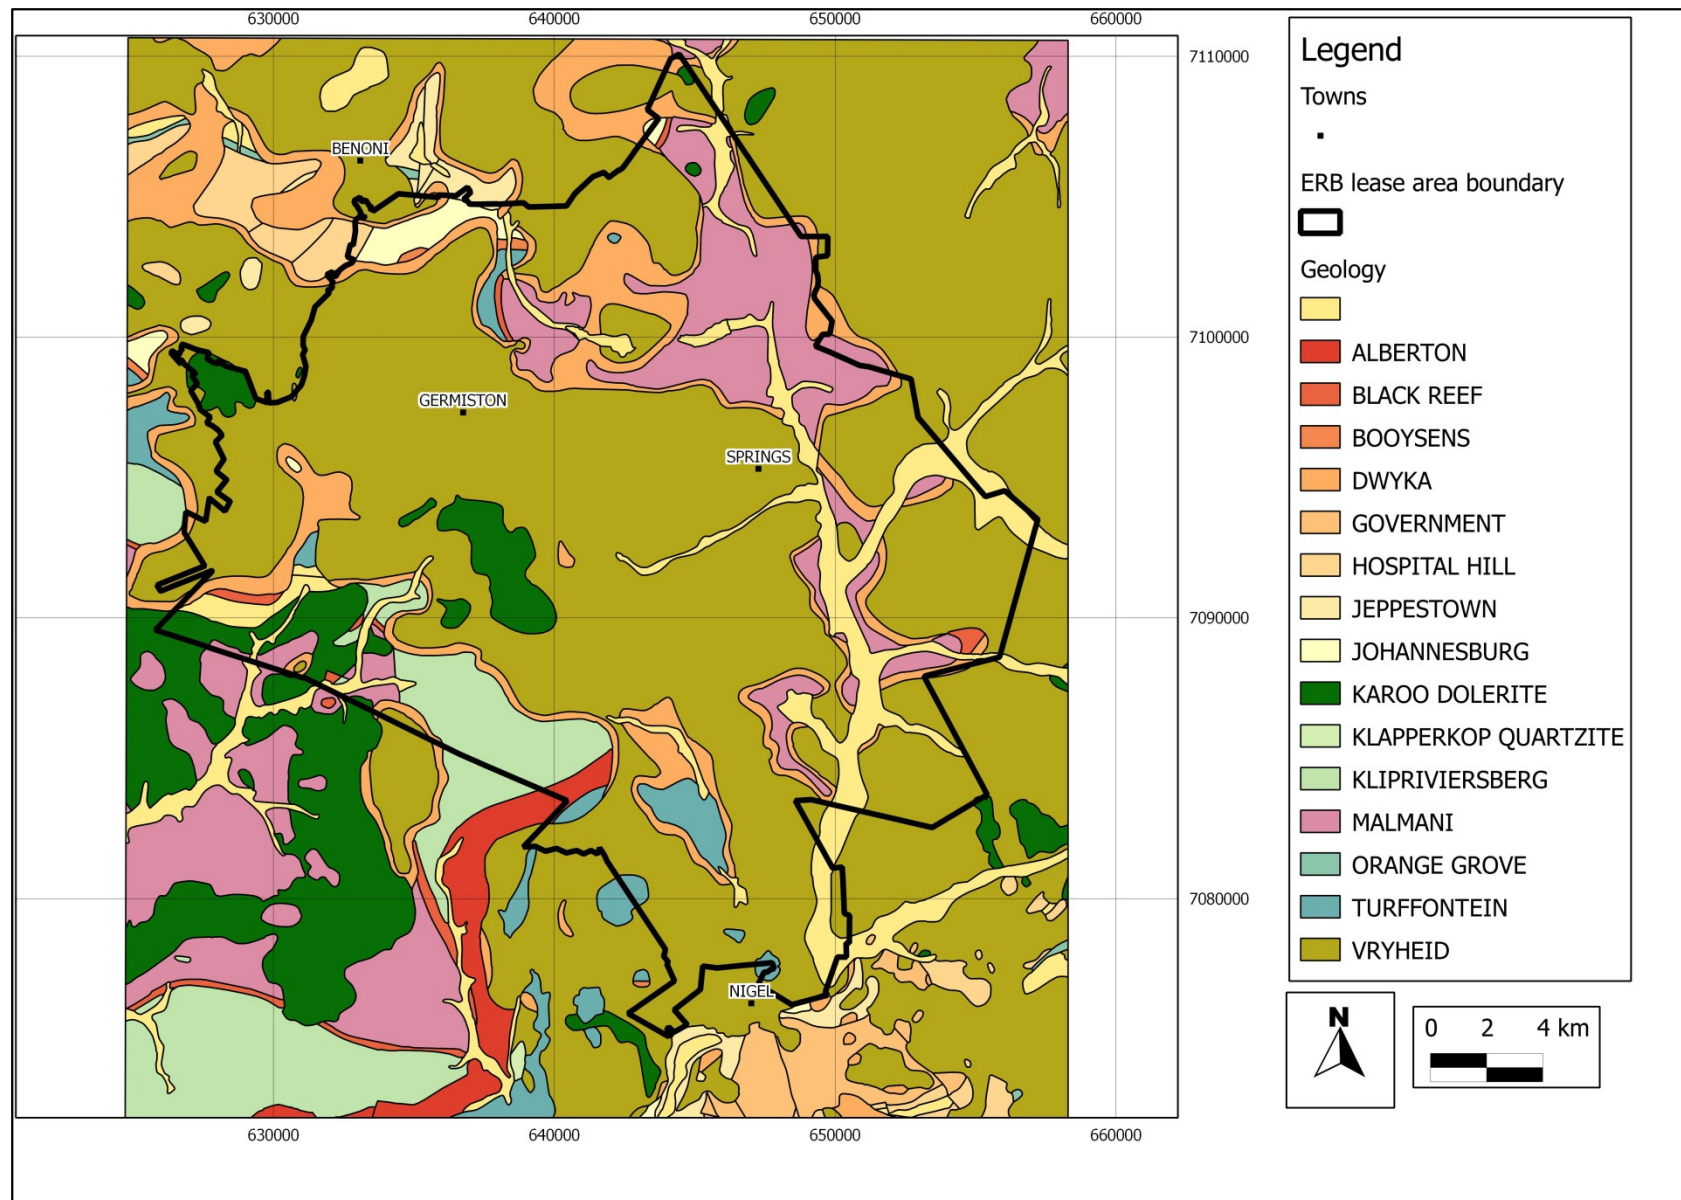 630000 640000 650000 660000
Legend
Towns
ERB lease area boundary
Geology
ALBERTON
BLACK REEF
BOOYSENS
DWYKA
GOVERNMENT
HOSPITAL HILL
JEPPESTOWN
JOHANNESBURG
KAROO DOLERITE
KLAPPERKOP QUARTZITE
KLIPRIVIERSBERG
MALMANI
ORANGE GROVE
TURFFONTEIN
VRYHEID
7110000
BENONI
7100000
GERMISTON
SPRINGS
7090000
7080000
NIGEL
N
0 2 4 km
630000 640000 650000 660000